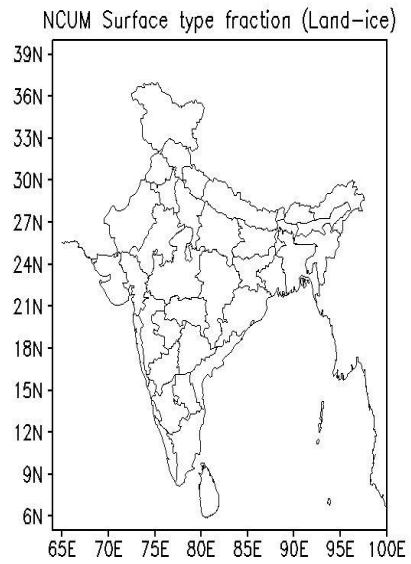 NCUM Surface type fraction (Land-ice)
39N
36N
33N
30N
27N
24N
21N
18N
15N
12N
9N
6N
65E 70E 75E 80E 85E 90E 95E 100E